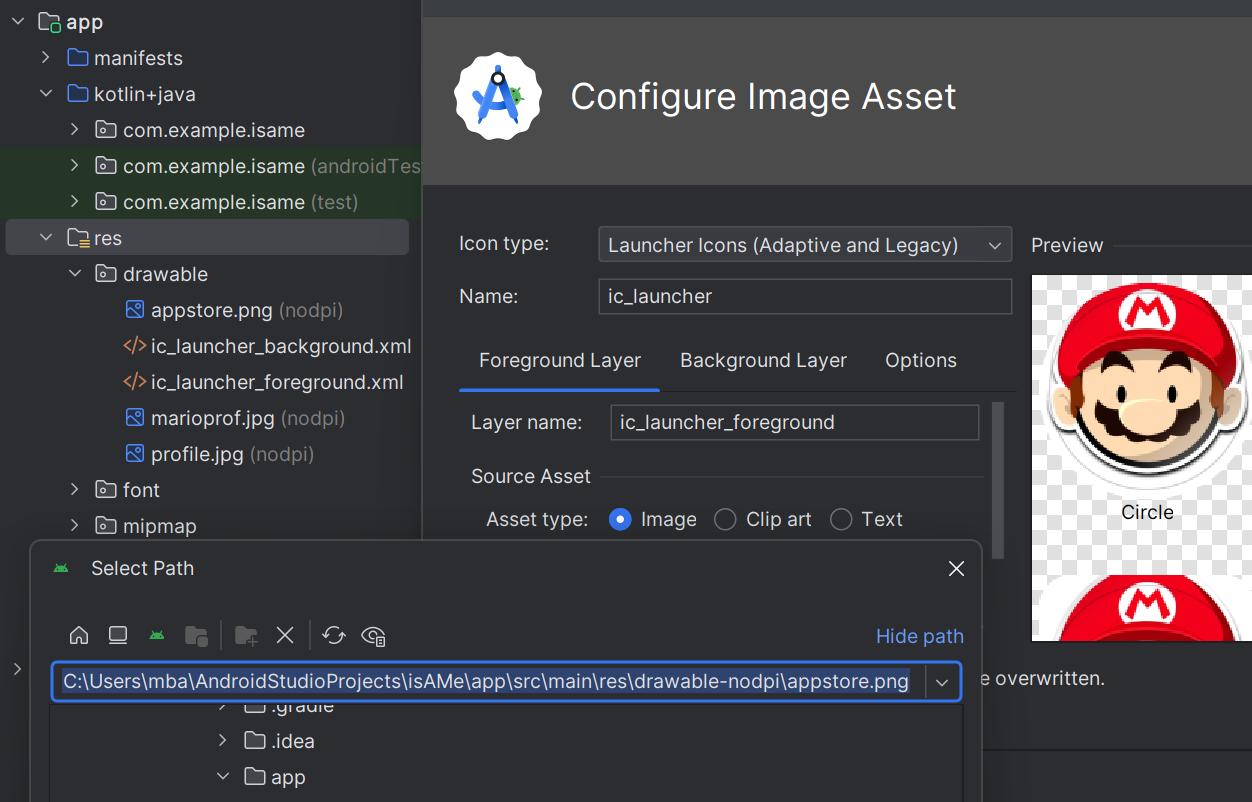 app
manifests
kotlin+java
com.example.isame
com.example.isame (androidTes
com.example.isame (test)
res
drawable
appstore.png (nodpi)
ic_launcher_background.xml
ic_launcher_foreground.xml
marioprof.jpg (nodpi)
profile.jpg (nodpi)
font
mipmap
Configure Image Asset
Icon type: Launcher Icons (Adaptive and Legacy)
Name: ic_launcher
Foreground Layer Background Layer Options
Layer name: ic_launcher_foreground
Source Asset
Asset type: Image Clip art Text
Preview
M
Circle
M
e overwritten.
Select Path
Hide path
C:\Users\mba\AndroidStudioProjects\isAMe\app\src\main\res\drawable-nodpi\appstore.png
.gradle
.idea
app